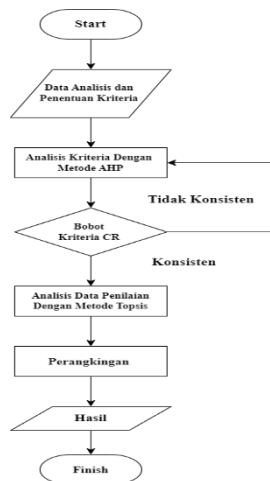 Start
Data Analisis dan
Penentuan Kriteria
Analisis Kriteria Dengan
Metode AHP
Tidak Konsisten
Bobot
Kriteria CR
Konsisten
Analisis Data Penilaian
Dengan Metode Topsis
Perangkingan
Hasil
Finish